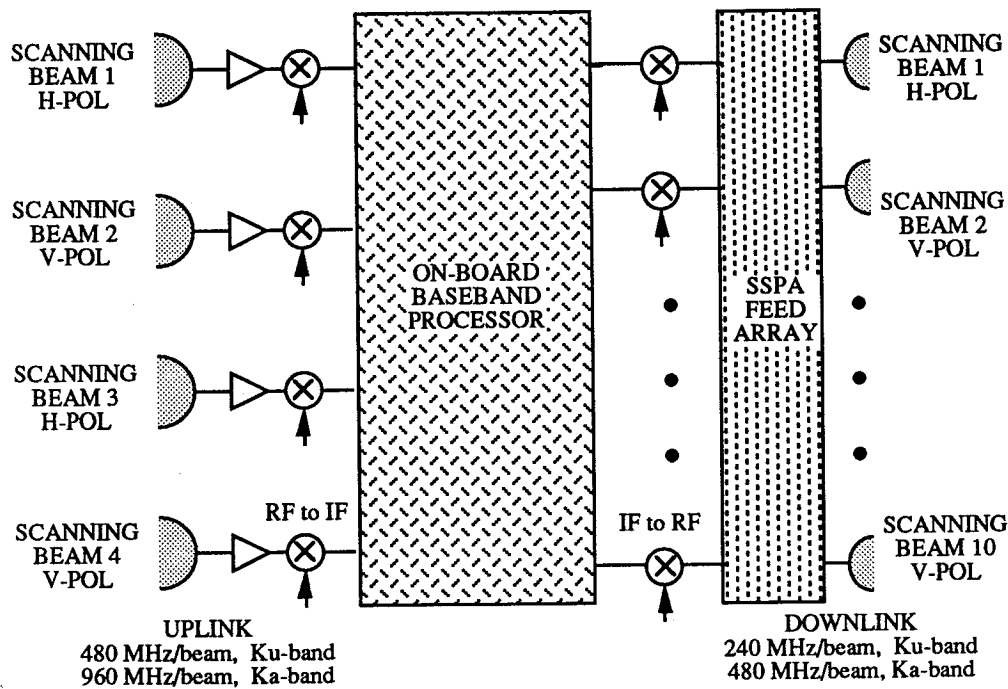 SCANNING
BEAM 1
H-POL
SCANNING
BEAM 2
V-POL
SCANNING
BEAM 3
H-POL
SCANNING
BEAM 4
V-POL
RF to IF
UPLINK
480 MHz/beam, Ku-band
960 MHz/beam, Ka-band
ON-BOARD
BASEBAND
PROCESSOR
IF to RF
SSPA
FEED
ARRAY
SCANNING
BEAM 1
H-POL
SCANNING
BEAM 2
V-POL
SCANNING
BEAM 10
V-POL
DOWNLINK
240 MHz/beam, Ku-band
480 MHz/beam, Ka-band